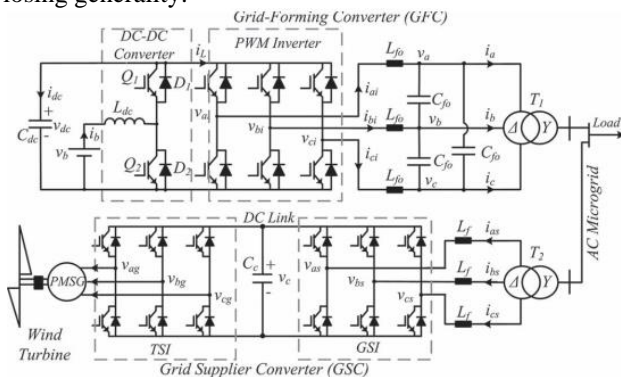 losing generality.
Grid-Forming Converter (GFC)
DC-DC
Converter
PWM Inverter
i_L
Q_1
D_1
i_dc
+
v_dc
-
C_dc
L_dc
i_b
v_b
Q_2
D_2
v_ai
v_bi
v_ci
i_ai
i_bi
i_ci
L_fo
L_fo
L_fo
v_a
v_b
v_c
C_fo
C_fo
C_fo
i_a
i_b
i_c
T_1
Δ
Y
Load
AC Microgrid
DC Link
PMSG
v_ag
v_bg
v_cg
C_c
+
v_c
-
v_as
v_bs
v_cs
L_f
L_f
L_f
i_as
i_bs
i_cs
T_2
Δ
Y
Wind
Turbine
TSI
GSI
Grid Supplier Converter (GSC)